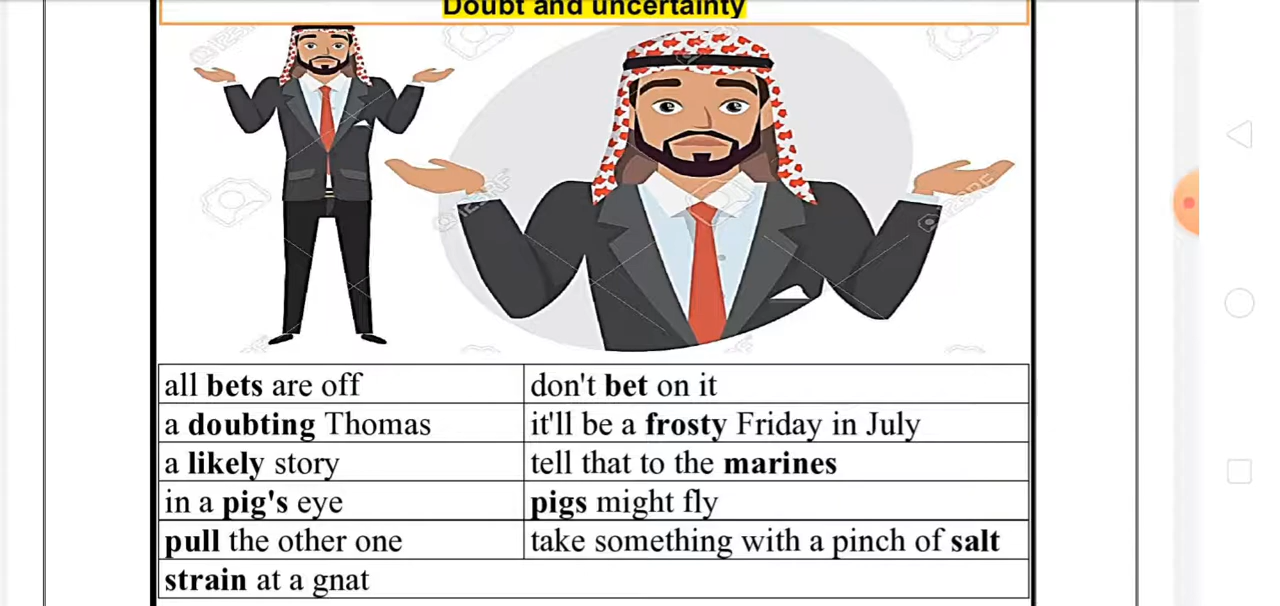 Doubt and uncertainty
all bets are off
don't bet on it
a doubting Thomas
it'll be a frosty Friday in July
a likely story
tell that to the marines
in a pig's eye
pigs might fly
pull the other one
take something with a pinch of salt
strain at a gnat